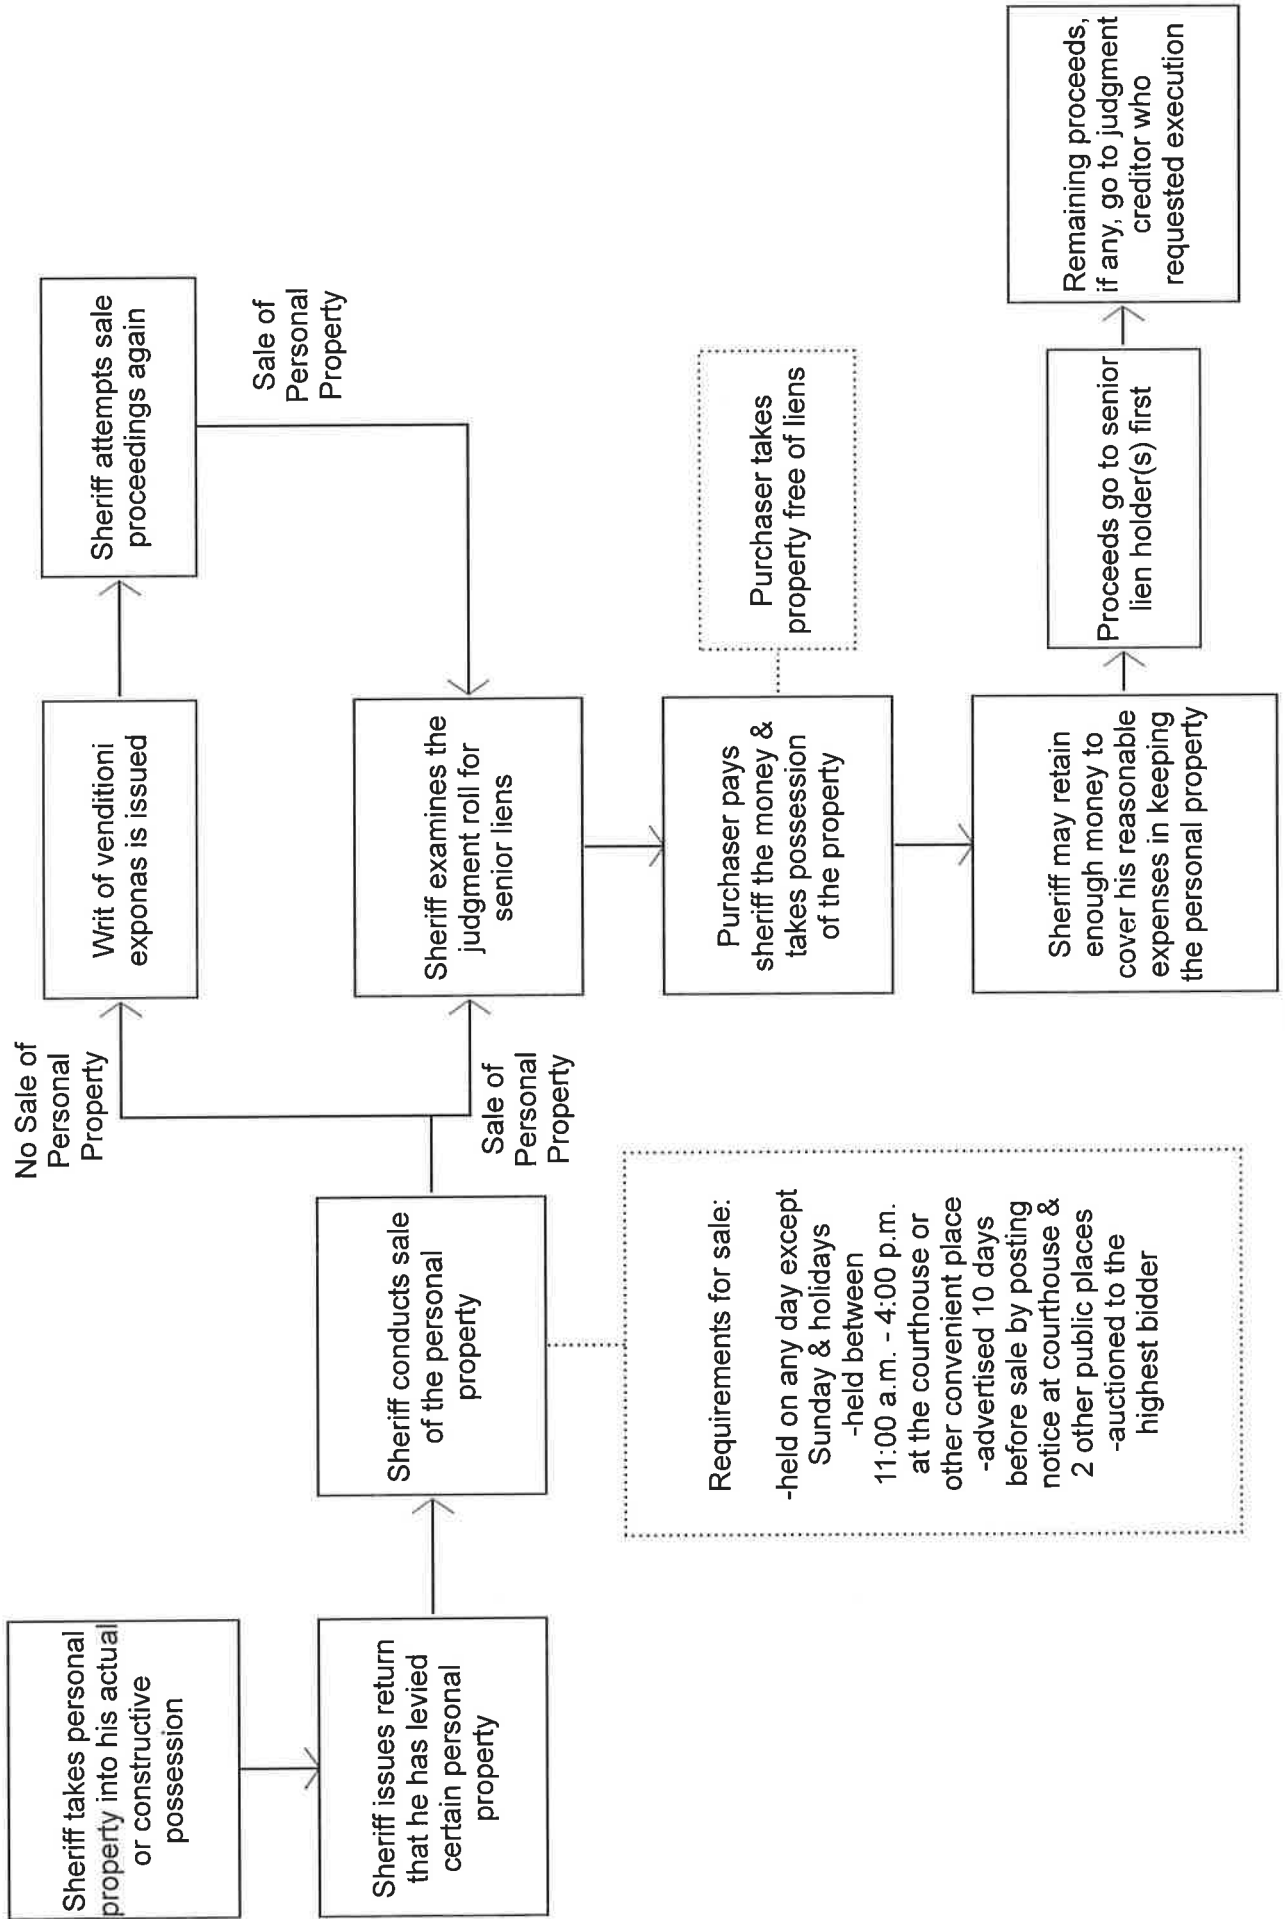 Sheriff takes personal
property into his actual
or constructive
possession
Sheriff issues return
that he has levied
certain personal
property
Sheriff conducts sale
of the personal
property
Requirements for sale:
-held on any day except
Sunday & holidays
-held between
11:00 a.m. - 4:00 p.m.
at the courthouse or
other convenient place
-advertised 10 days
before sale by posting
notice at courthouse &
2 other public places
-auctioned to the
highest bidder
No Sale of
Personal
Property
Sale of
Personal
Property
Writ of venditioni
exponas is issued
Sheriff attempts sale
proceedings again
Sale of
Personal
Property
Sheriff examines the
judgment roll for
senior liens
Purchaser pays
sheriff the money &
takes possession
of the property
Purchaser takes
property free of liens
Sheriff may retain
enough money to
cover his reasonable
expenses in keeping
the personal property
Proceeds go to senior
lien holder(s) first
Remaining proceeds,
if any, go to judgment
creditor who
requested execution